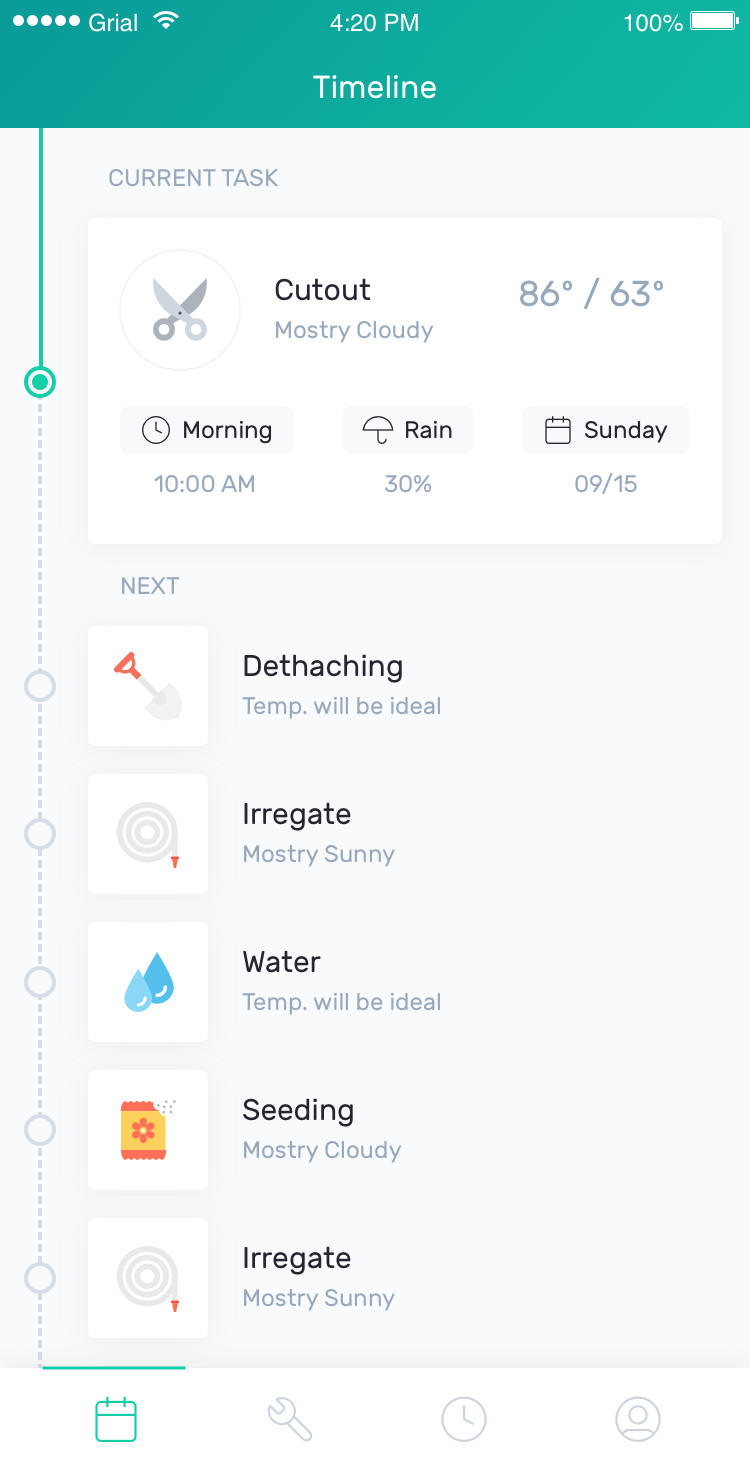 Grial 4:20 PM 100%
Timeline
CURRENT TASK
Cutout 86° / 63°
Mostry Cloudy
Morning Rain Sunday
10:00 AM 30% 09/15
NEXT
Dethaching
Temp. will be ideal
Irregate
Mostry Sunny
Water
Temp. will be ideal
Seeding
Mostry Cloudy
Irregate
Mostry Sunny